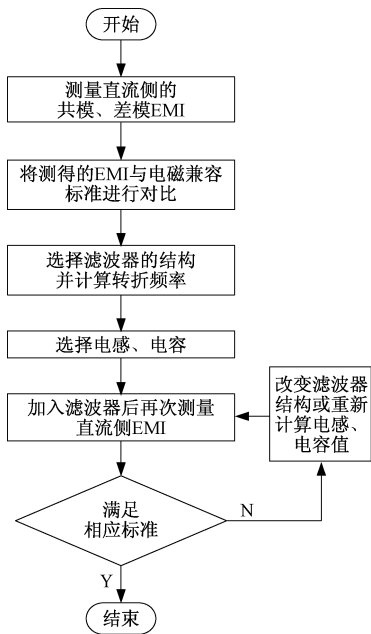 开始
测量直流侧的
共模、差模EMI
将测得的EMI与电磁兼容
标准进行对比
选择滤波器的结构
并计算转折频率
选择电感、电容
加入滤波器后再次测量
直流侧EMI
改变滤波器
结构或重新
计算电感、
电容值
满足
相应标准
N
Y
结束